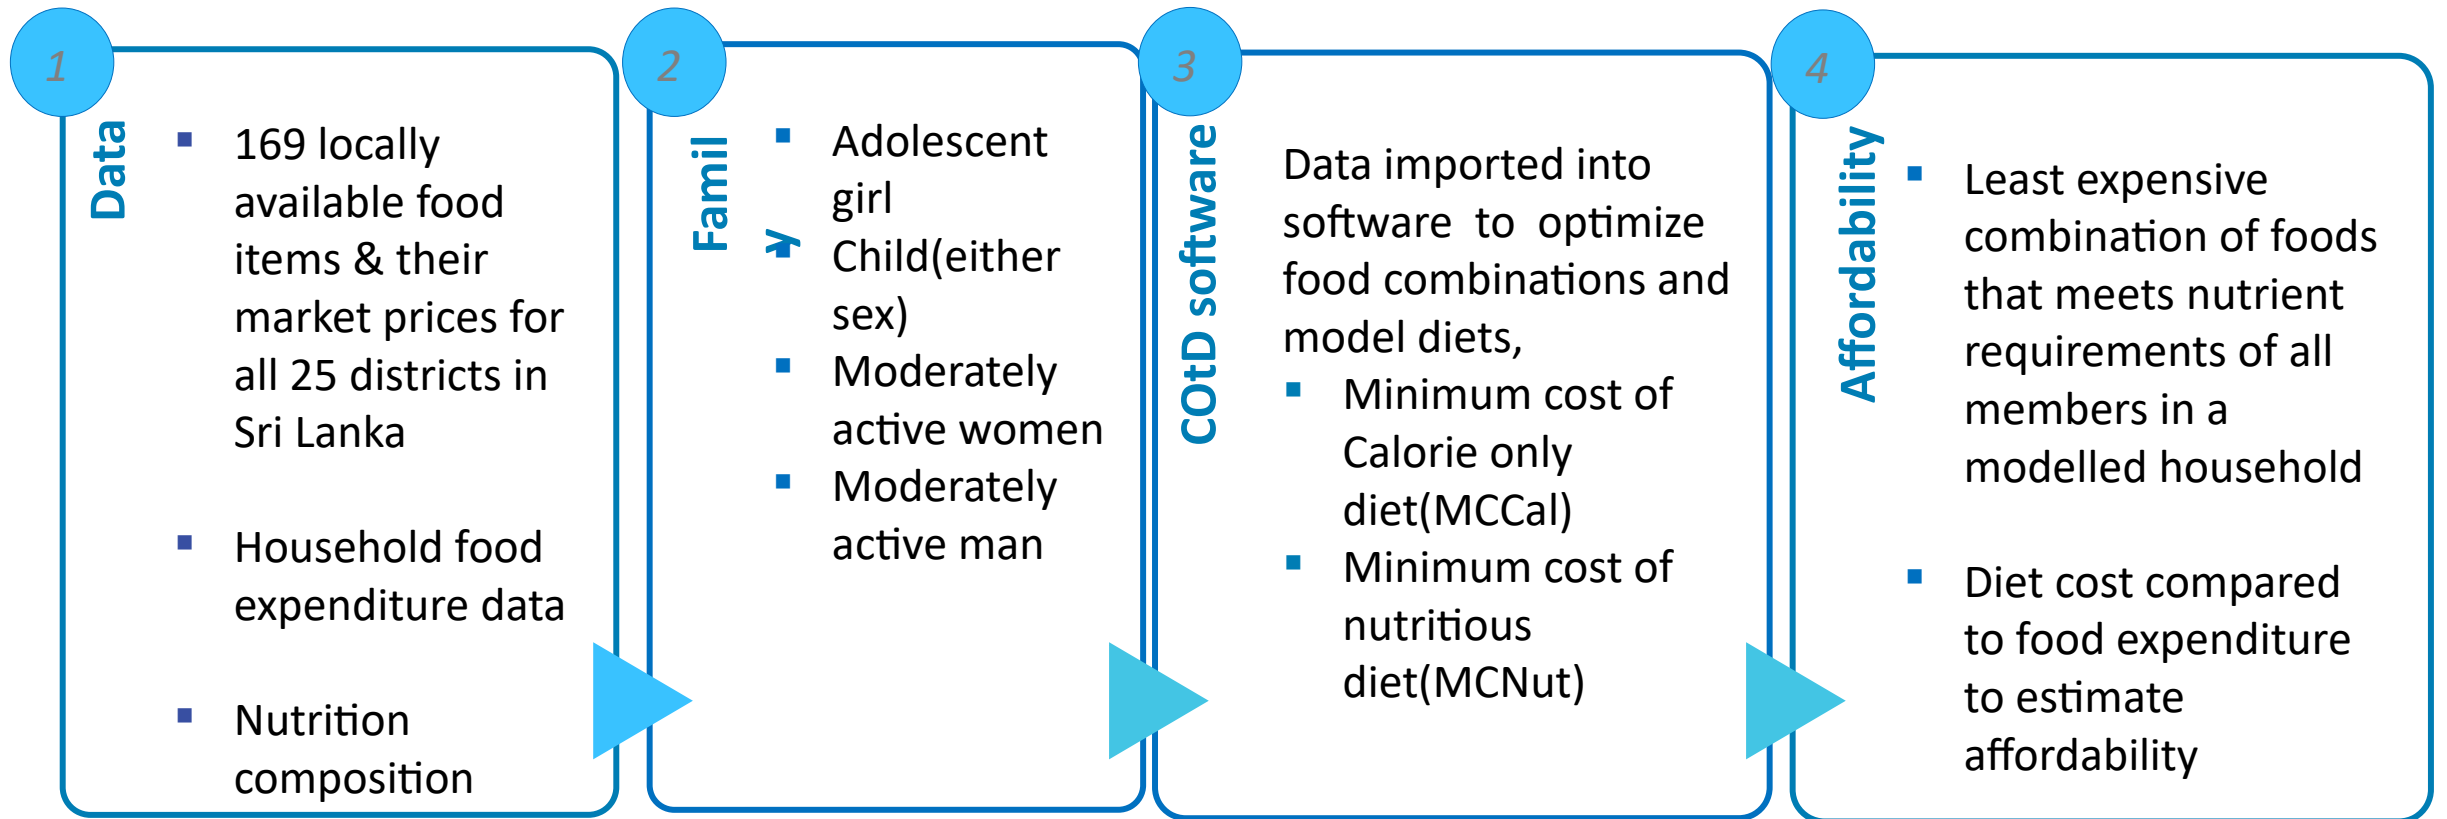 1
Data
169 locally
available food
items & their
market prices for
all 25 districts in
Sri Lanka
Household food
expenditure data
Nutrition
composition
2
Famil
y
Adolescent
girl
Child(either
sex)
Moderately
active women
Moderately
active man
3
COtD software
Data imported into
software to optimize
food combinations and
model diets,
Minimum cost of
Calorie only
diet(MCCal)
Minimum cost of
nutritious
diet(MCNut)
4
Affordability
Least expensive
combination of foods
that meets nutrient
requirements of all
members in a
modelled household
Diet cost compared
to food expenditure
to estimate
affordability